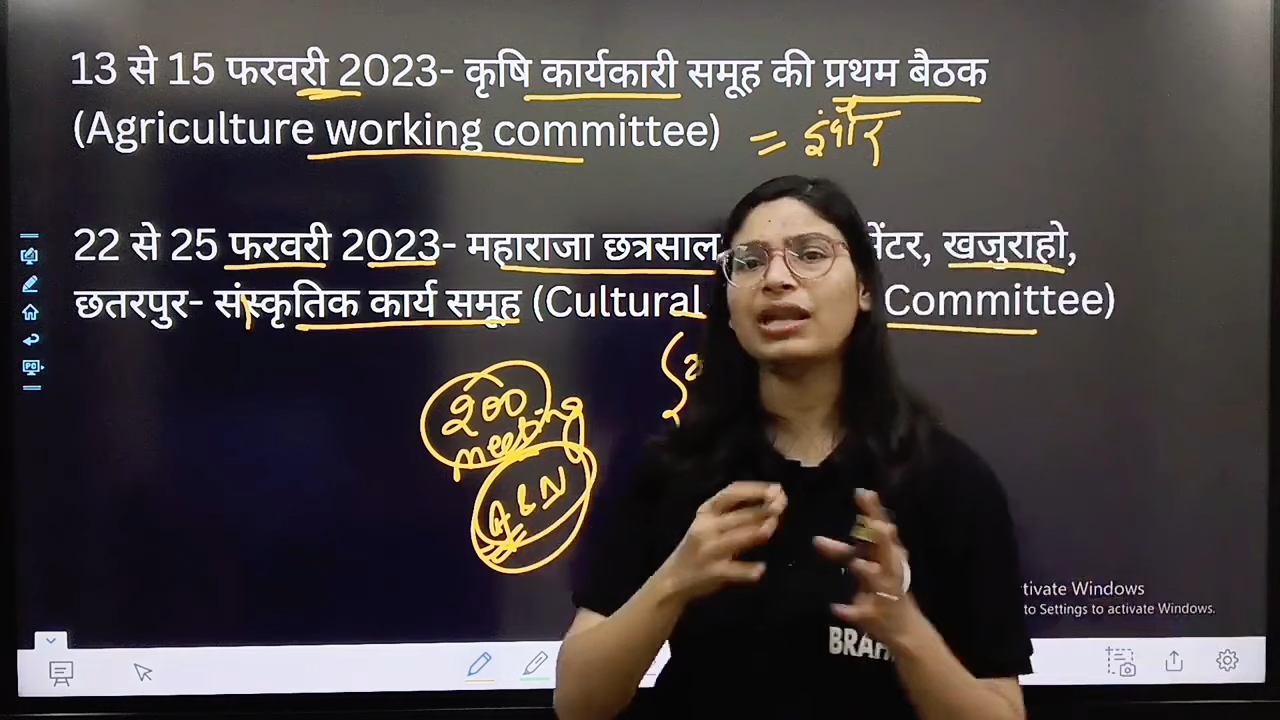 13 से 15 फरवरी 2023- कृषि कार्यकारी समूह की प्रथम बैठक
(Agriculture working committee) = इंदौर
22 से 25 फरवरी 2023- महाराजा छत्रसाल सेंटर, खजुराहो,
छतरपुर- संस्कृतिक कार्य समूह (Cultural Committee)
200
meeting
tivate Windows
to Settings to activate Windows.
BRAH